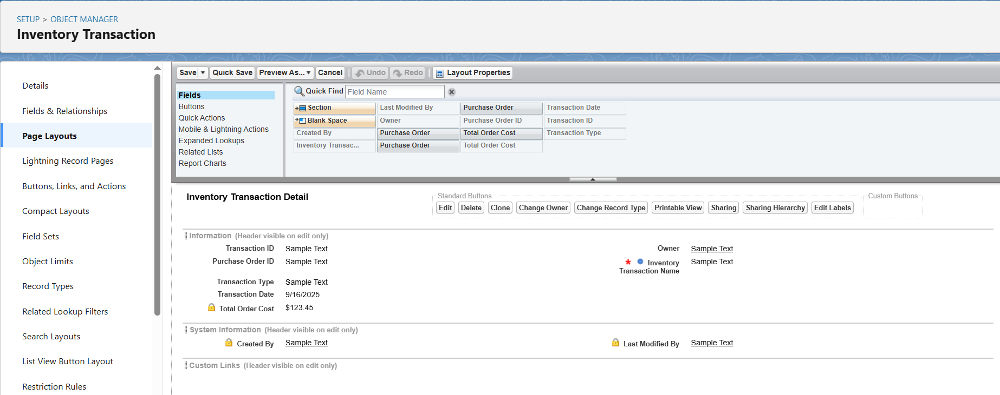 SETUP > OBJECT MANAGER
Inventory Transaction
Details
Fields & Relationships
Page Layouts
Lightning Record Pages
Buttons, Links, and Actions
Compact Layouts
Field Sets
Object Limits
Record Types
Related Lookup Filters
Search Layouts
List View Button Layout
Restriction Rules
Save Quick Save Preview As... Cancel Undo Redo Layout Properties
Fields
Buttons
Quick Actions
Mobile & Lightning Actions
Expanded Lookups
Related Lists
Report Charts
Quick Find Field Name
Section Last Modified By Purchase Order Transaction Date
Blank Space Owner Purchase Order ID Transaction ID
Created By Purchase Order Total Order Cost Transaction Type
Inventory Transac... Purchase Order Total Order Cost
Inventory Transaction Detail
Standard Buttons Custom Buttons
Edit Delete Clone Change Owner Change Record Type Printable View Sharing Sharing Hierarchy Edit Labels
Information (Header visible on edit only)
Transaction ID Sample Text Owner Sample Text
Purchase Order ID Sample Text * Inventory Sample Text
Transaction Name
Transaction Type Sample Text
Transaction Date 9/16/2025
Total Order Cost $123.45
System Information (Header visible on edit only)
Created By Sample Text Last Modified By Sample Text
Custom Links (Header visible on edit only)